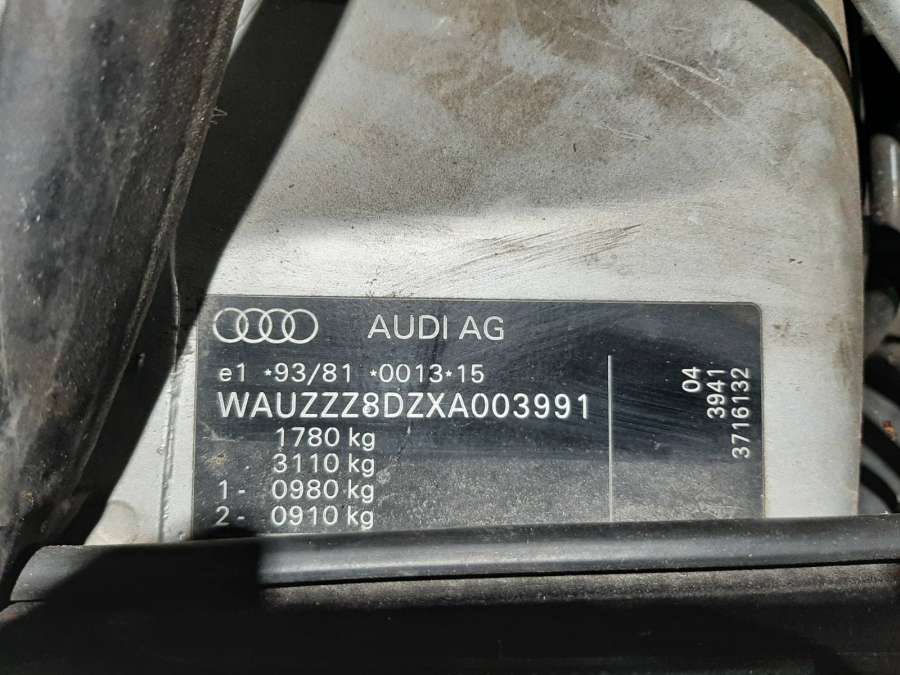 AUDI AG
e1 *93/81 *0013*15
WAUZZZ8DZXA003991
1780 kg
3110 kg
1- 0980 kg
2- 0910 kg
04
3941
3716132